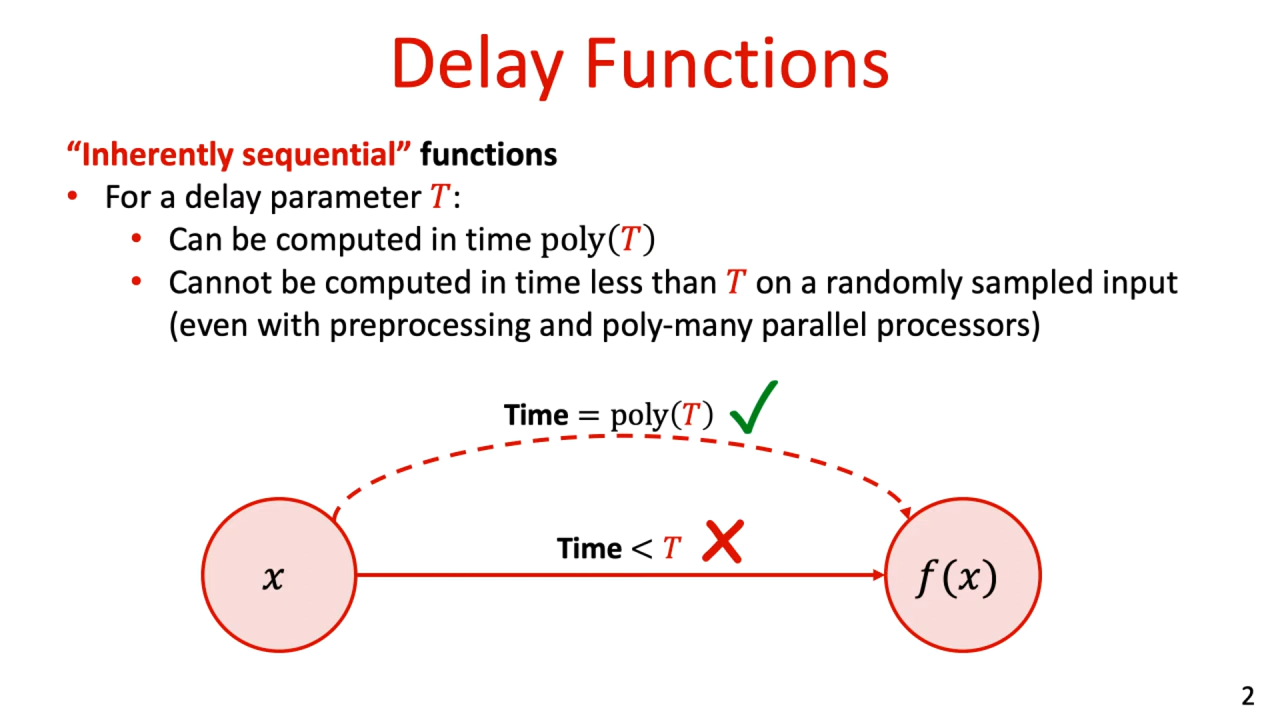 Delay Functions
“Inherently sequential” functions
• For a delay parameter T:
• Can be computed in time poly(T)
• Cannot be computed in time less than T on a randomly sampled input
(even with preprocessing and poly-many parallel processors)
Time = poly(T)
Time < T
x
f(x)
2